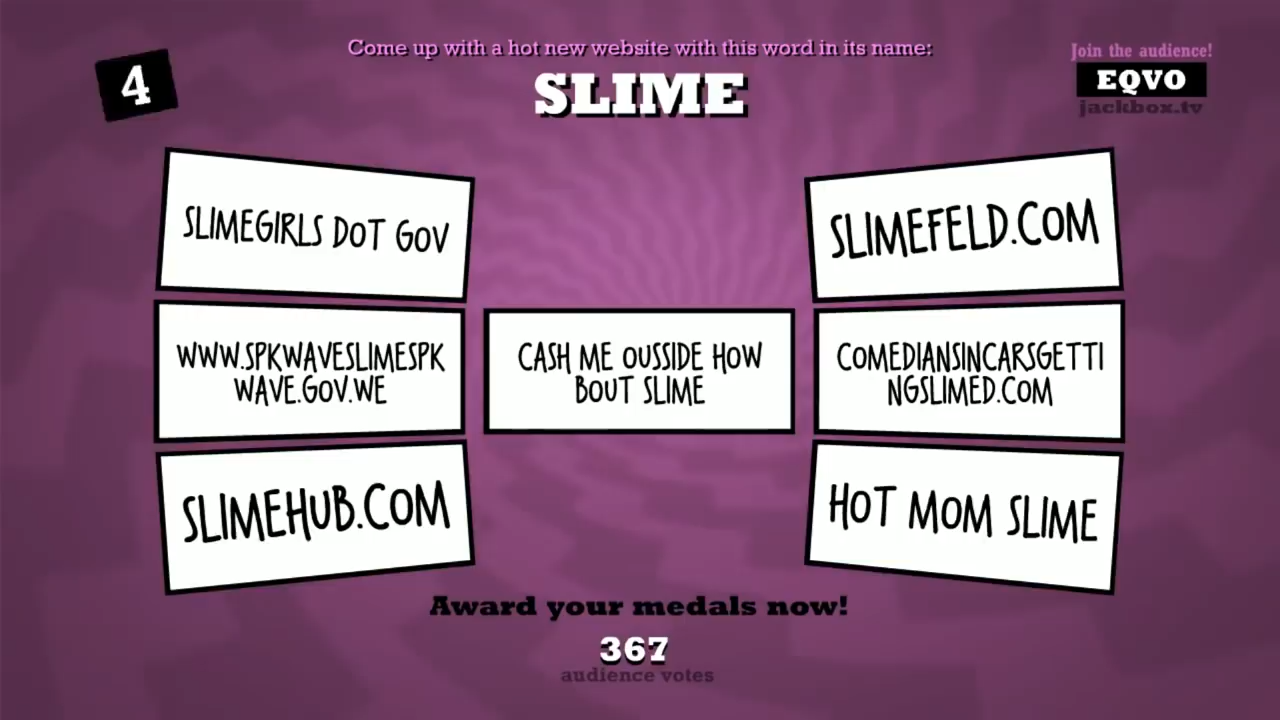 Come up with a hot new website with this word in its name:
SLIME
4
Join the audience!
EQVO
jackbox.tv
SLIMEGIRLS DOT GOV
SLIMEFELD.COM
WWW.SPKWAVESLIMESPK
WAVE.GOV.WE
CASH ME OUSSIDE HOW
BOUT SLIME
COMEDIANSINCARSGETTI
NGSLIMED.COM
SLIMEHUB.COM
HOT MOM SLIME
Award your medals now!
367
audience votes